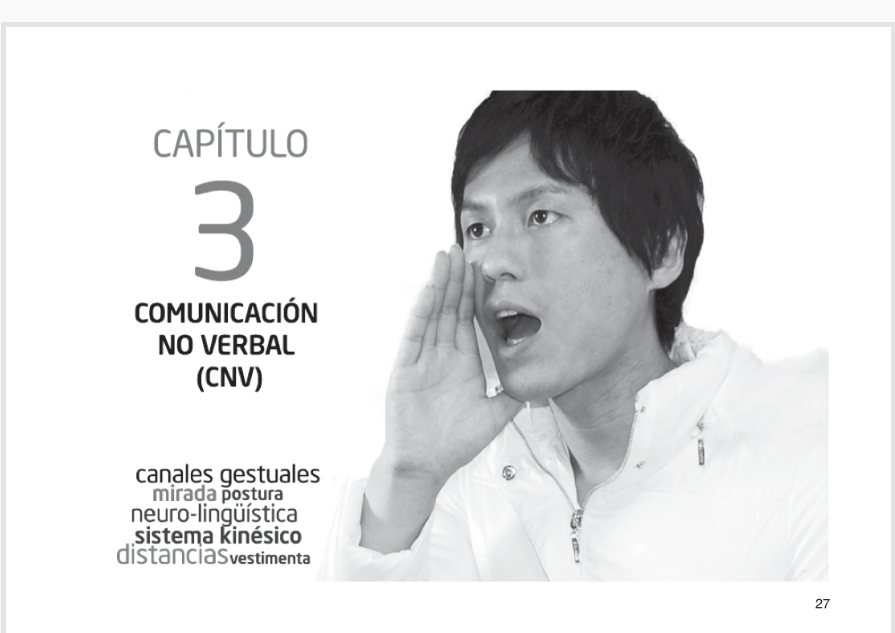 CAPÍTULO
3
COMUNICACIÓN
NO VERBAL
(CNV)
canales gestuales
mirada postura
neuro-lingüística
sistema kinésico
distancias vestimenta
27